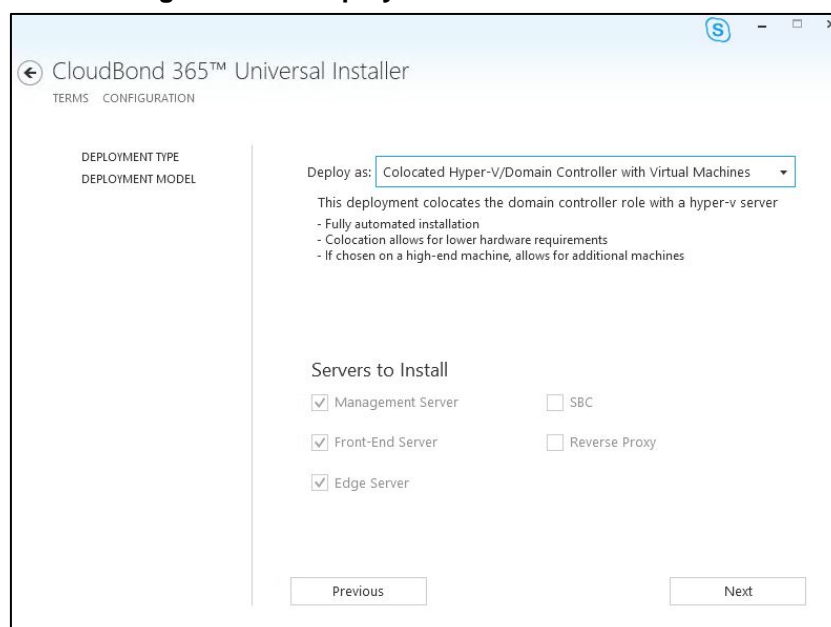 CloudBond 365™ Universal Installer
TERMS CONFIGURATION
DEPLOYMENT TYPE
DEPLOYMENT MODEL
Deploy as: Colocated Hyper-V/Domain Controller with Virtual Machines
This deployment colocates the domain controller role with a hyper-v server
- Fully automated installation
- Colocation allows for lower hardware requirements
- If chosen on a high-end machine, allows for additional machines
Servers to Install
Management Server SBC
Front-End Server Reverse Proxy
Edge Server
Previous Next